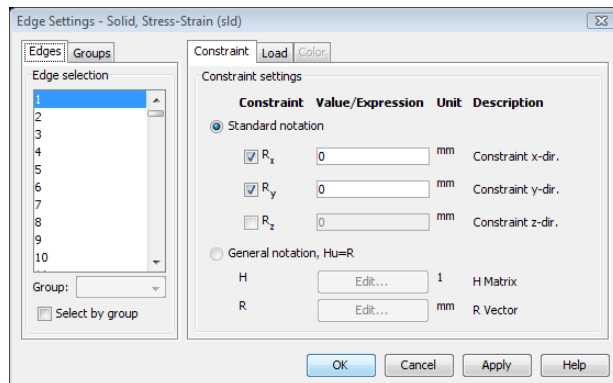 Edge Settings - Solid, Stress-Strain (sld)
Edges Groups
Edge selection
1
2
3
4
5
6
7
8
9
10
Group:
Select by group
Constraint Load Color
Constraint settings
Constraint Value/Expression Unit Description
Standard notation
Rx 0 mm Constraint x-dir.
Ry 0 mm Constraint y-dir.
Rz 0 mm Constraint z-dir.
General notation, Hu=R
H Edit... 1 H Matrix
R Edit... mm R Vector
OK Cancel Apply Help